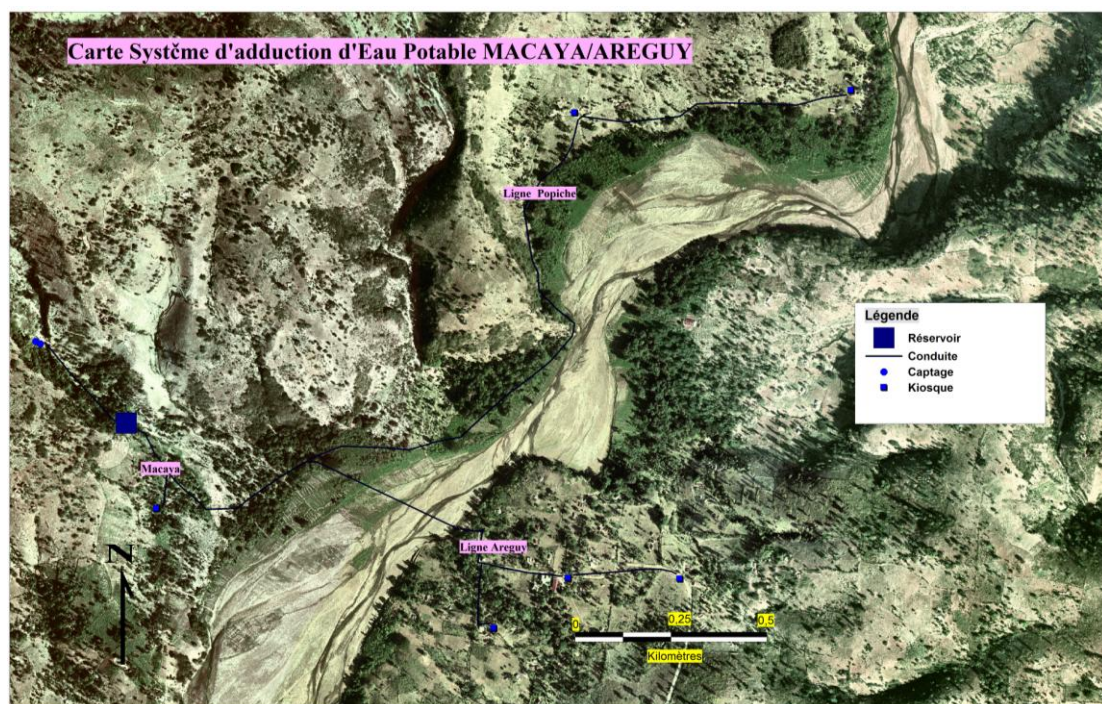 Carte Systčme d'adduction d'Eau Potable MACAYA/AREGUY
Ligne Popiche
Légende
Réservoir
Conduite
Captage
Kiosque
Macaya
N
Ligne Areguy
0 0,25 0,5
Kilomètres